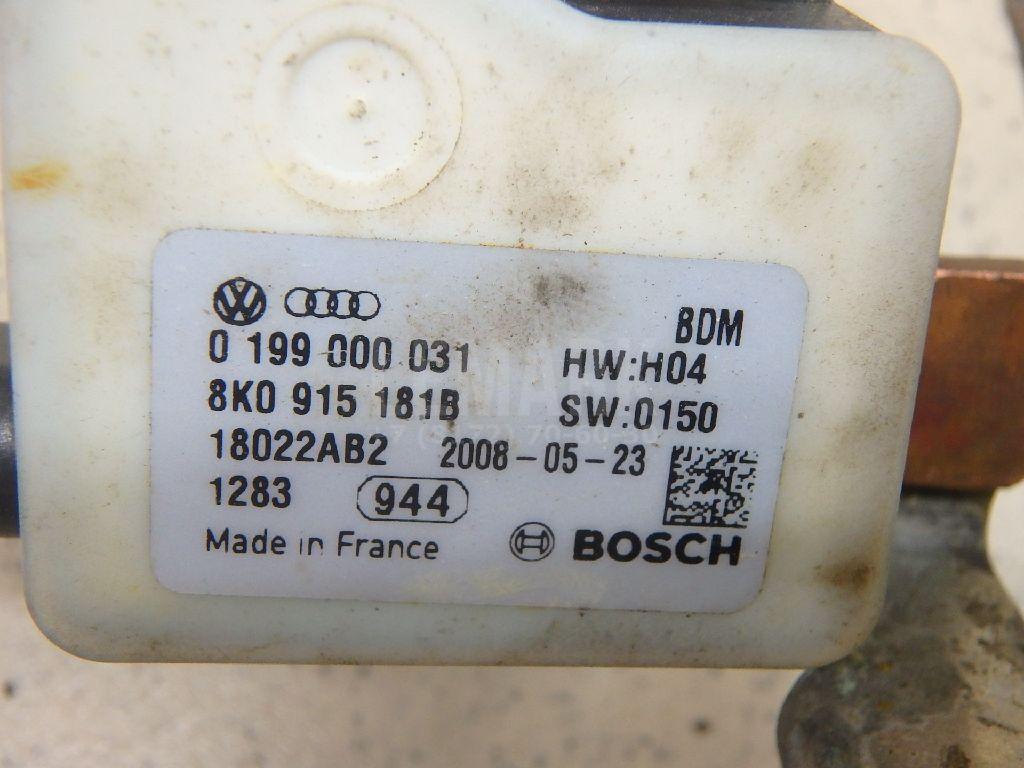 BDM
0 199 000 031 HW:H04
8K0 915 181B SW:0150
18022AB2 2008-05-23
1283 944
Made in France BOSCH